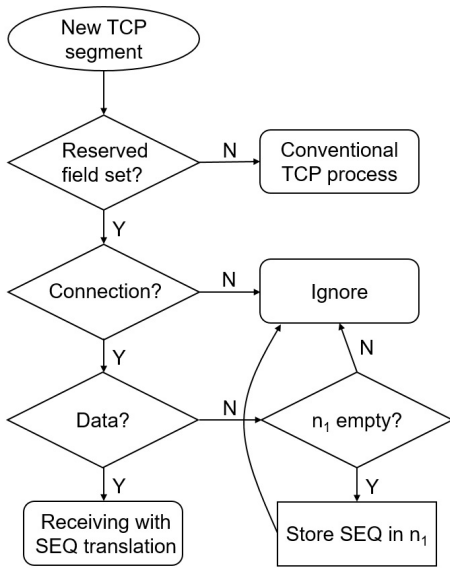 New TCP
segment
Reserved
field set?
N
Conventional
TCP process
Y
Connection?
N
Ignore
Y
N
Data?
N
n₁ empty?
Y
Y
Receiving with
SEQ translation
Store SEQ in n₁